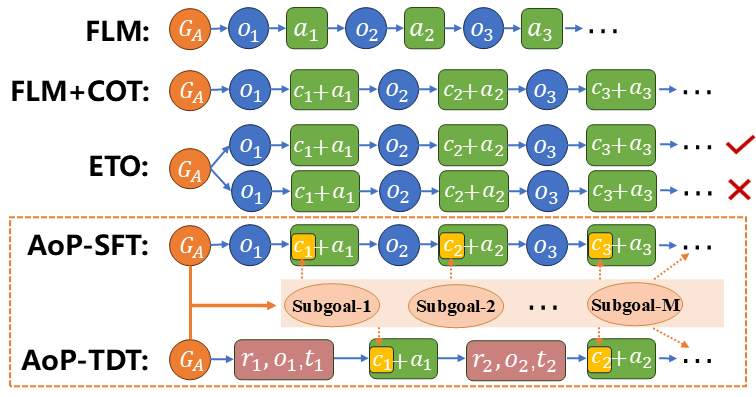 FLM: G_A o_1 a_1 o_2 a_2 o_3 a_3 ...
FLM+COT: G_A o_1 c_1+a_1 o_2 c_2+a_2 o_3 c_3+a_3 ...
ETO: G_A
o_1 c_1+a_1 o_2 c_2+a_2 o_3 c_3+a_3 ...
o_1 c_1+a_1 o_2 c_2+a_2 o_3 c_3+a_3 ...
AoP-SFT: G_A o_1 c_1+a_1 o_2 c_2+a_2 o_3 c_3+a_3 ...
Subgoal-1 Subgoal-2 ... Subgoal-M
AoP-TDT: G_A r_1, o_1,t_1 c_1+a_1 r_2, o_2,t_2 c_2+a_2 ...